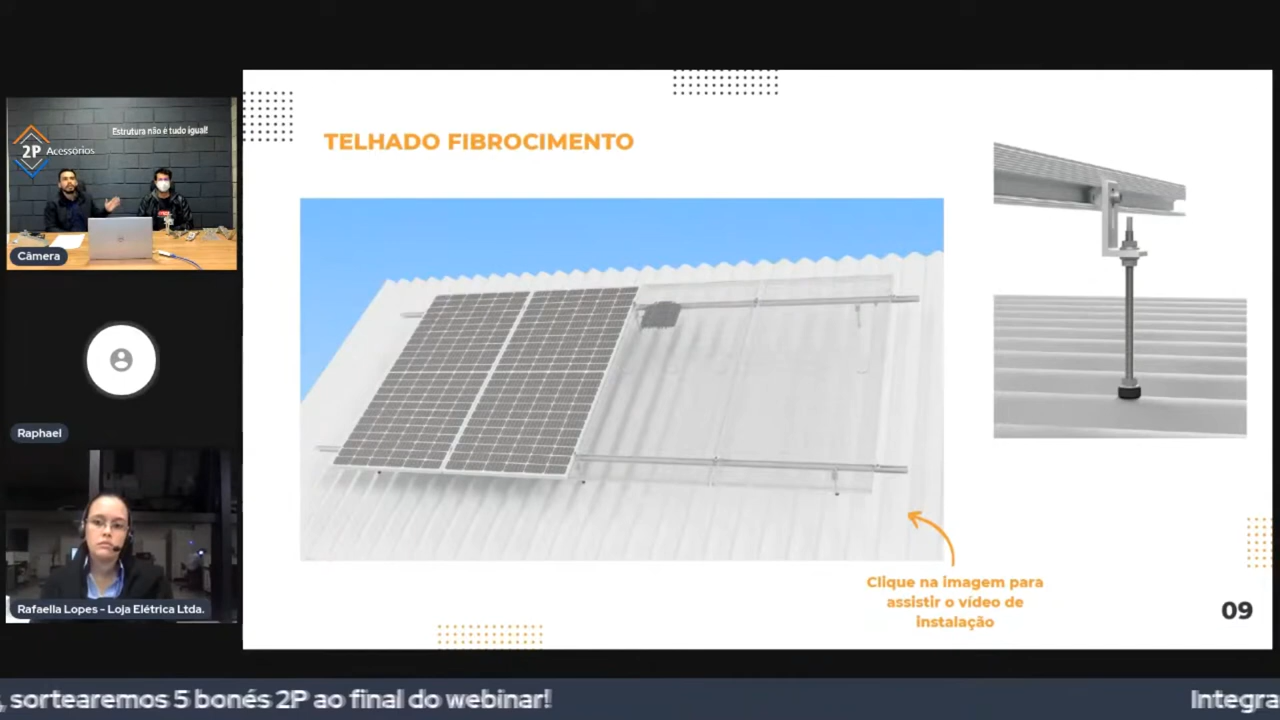 Estrutura não é tudo igual!
2P Acessórios
Câmera
Raphael
Rafaella Lopes - Loja Elétrica Ltda.
TELHADO FIBROCIMENTO
Clique na imagem para
assistir o vídeo de
instalação
09
, sortearemos 5 bonés 2P ao final do webinar!
Integra